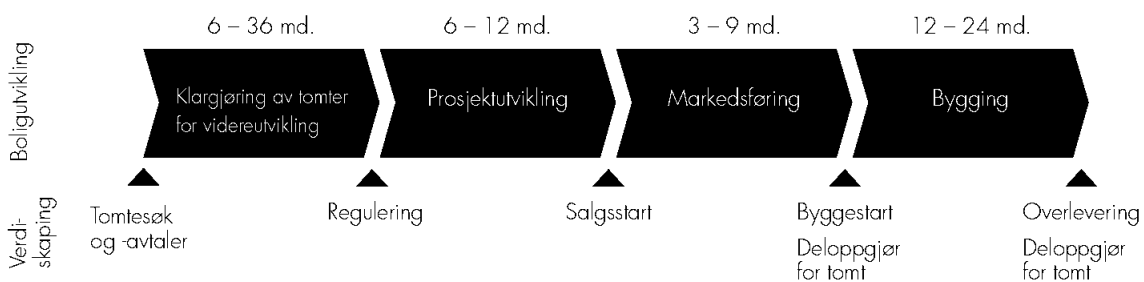 6 – 36 md.
6 – 12 md.
3 – 9 md.
12 – 24 md.
Boligutvikling
Klargjøring av tomter
for videreutvikling
Prosjektutvikling
Markedsføring
Bygging
Verdi-
skaping
Tomtesøk
og -avtaler
Regulering
Salgsstart
Byggestart
Deloppgjør
for tomt
Overlevering
Deloppgjør
for tomt